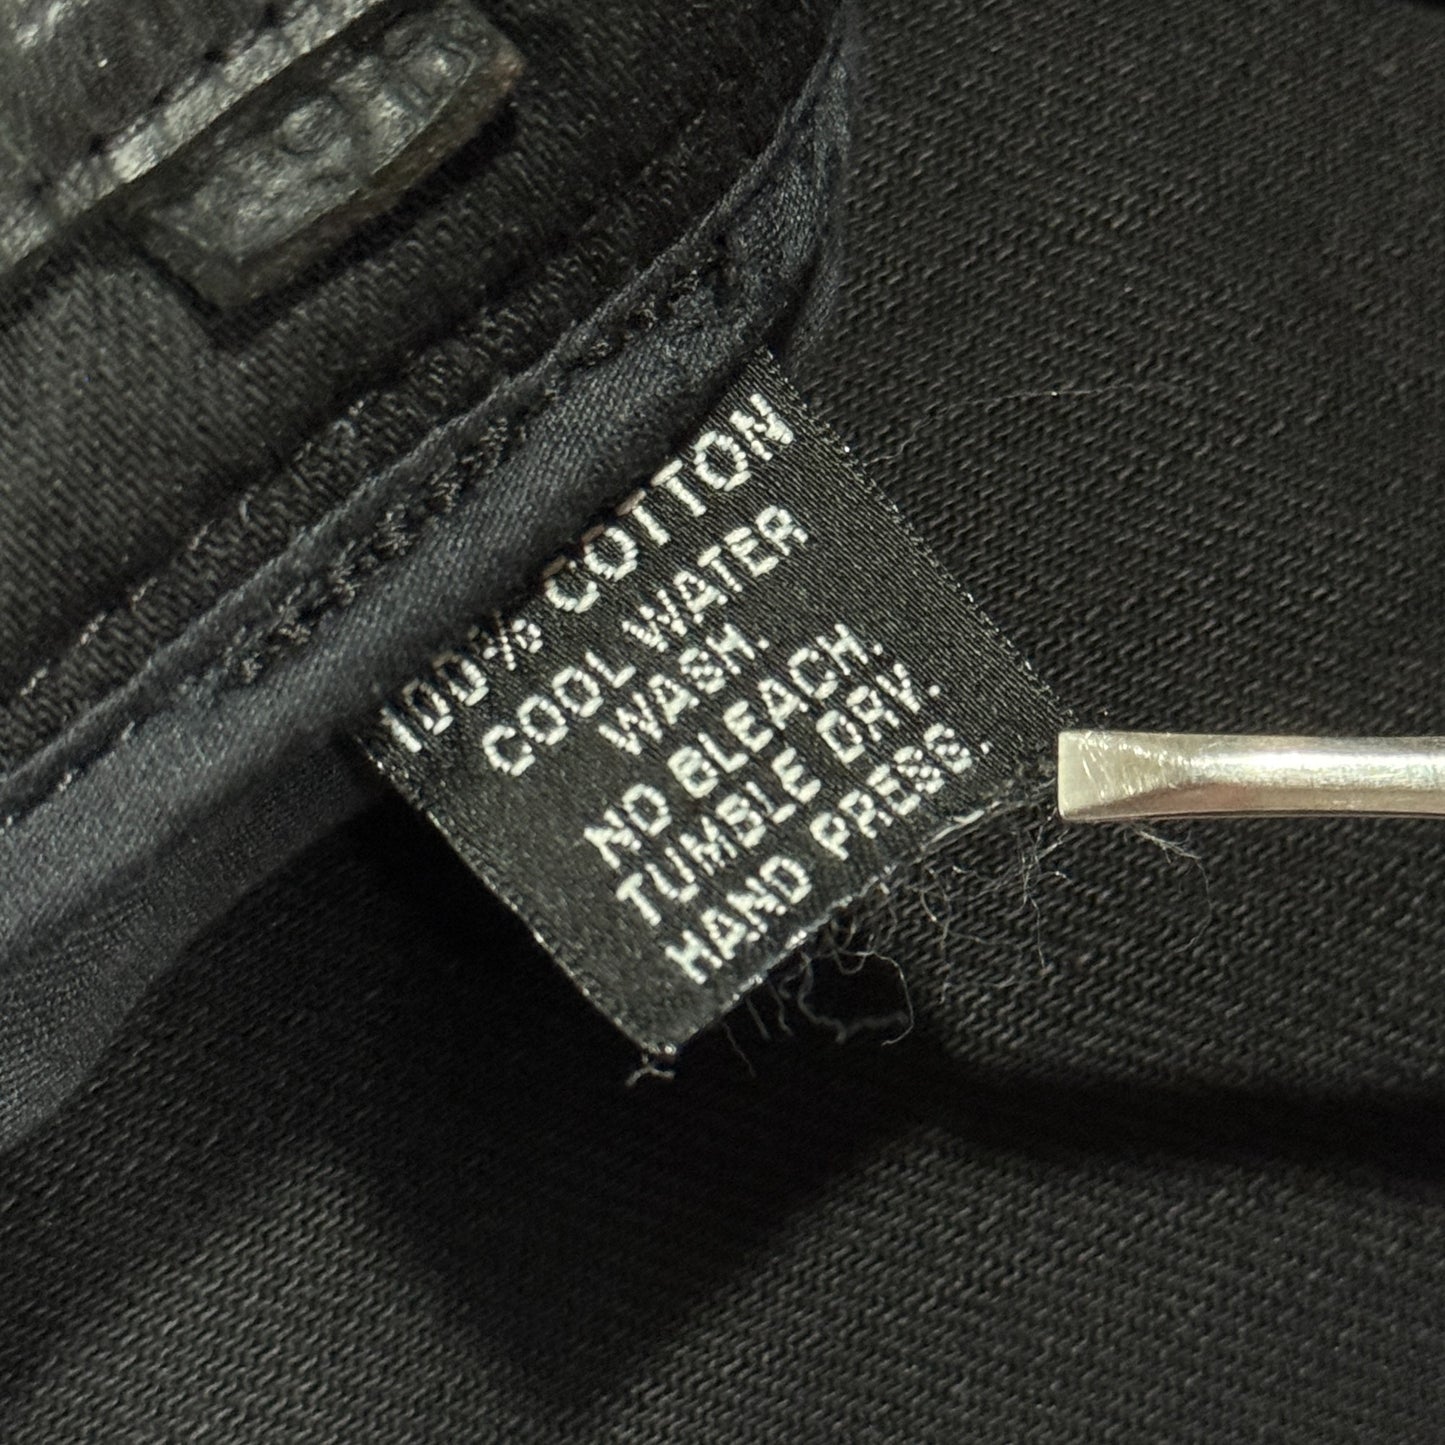 100% COTTON
COOL WATER
WASH.
NO BLEACH.
TUMBLE DRY.
HAND PRESS.